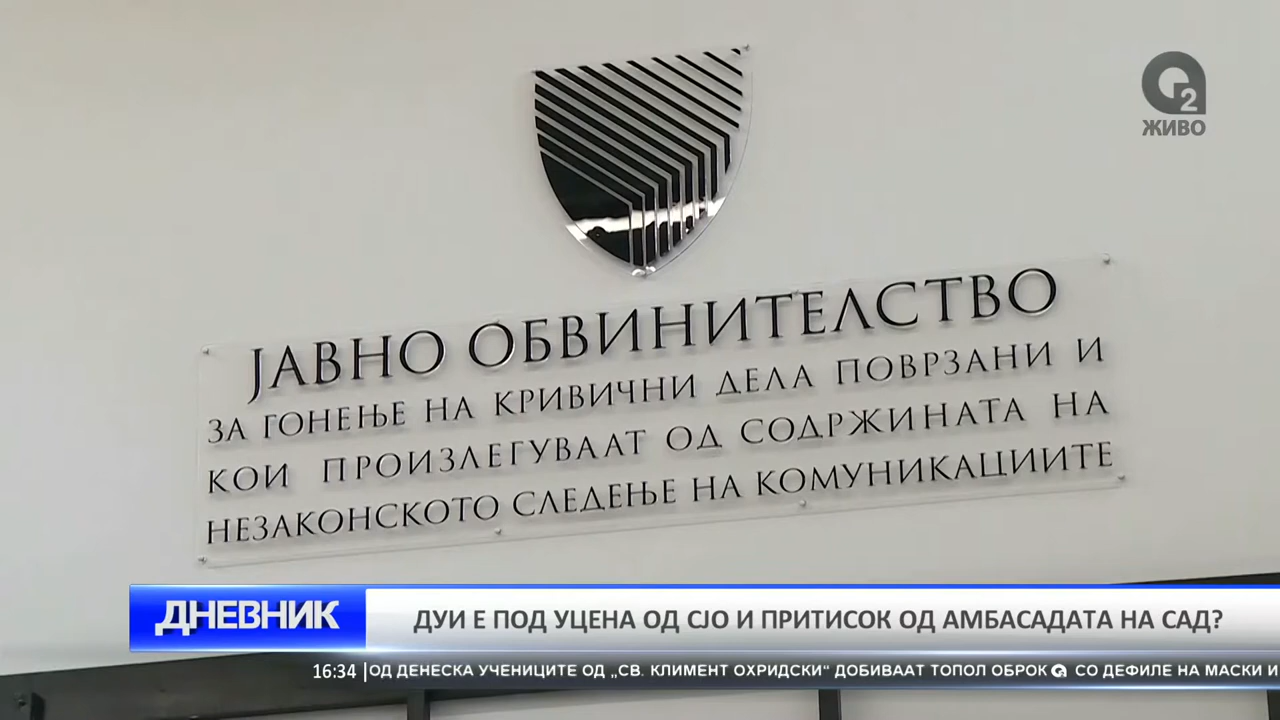 2
ЖИВО
ЈАВНО ОБВИНИТЕЛСТВО
ЗА ГОНЕЊЕ НА КРИВИЧНИ ДЕЛА ПОВРЗАНИ И
КОИ ПРОИЗЛЕГУВААТ ОД СОДРЖИНАТА НА
НЕЗАКОНСКОТО СЛЕДЕЊЕ НА КОМУНИКАЦИИТЕ
ДНЕВНИК
ДУИ Е ПОД УЦЕНА ОД СЈО И ПРИТИСОК ОД АМБАСАДАТА НА САД?
16:34 ОД ДЕНЕСКА УЧЕНИЦИТЕ ОД „СВ. КЛИМЕНТ ОХРИДСКИ“ ДОБИВААТ ТОПОЛ ОБРОК СО ДЕФИЛЕ НА МАСКИ И